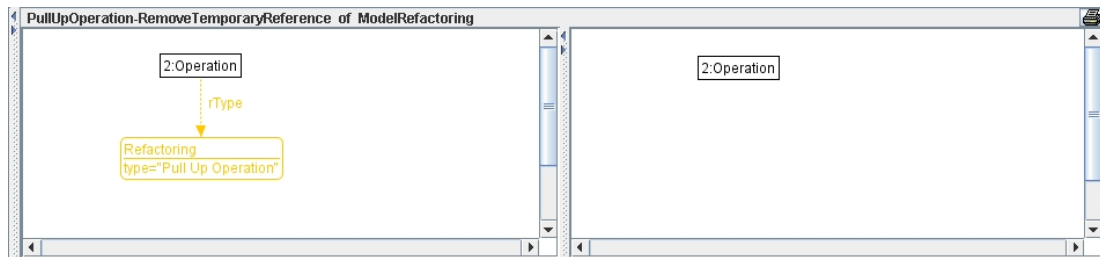 PullUpOperation-RemoveTemporaryReference of ModelRefactoring
2:Operation
rType
Refactoring
type="Pull Up Operation"
2:Operation